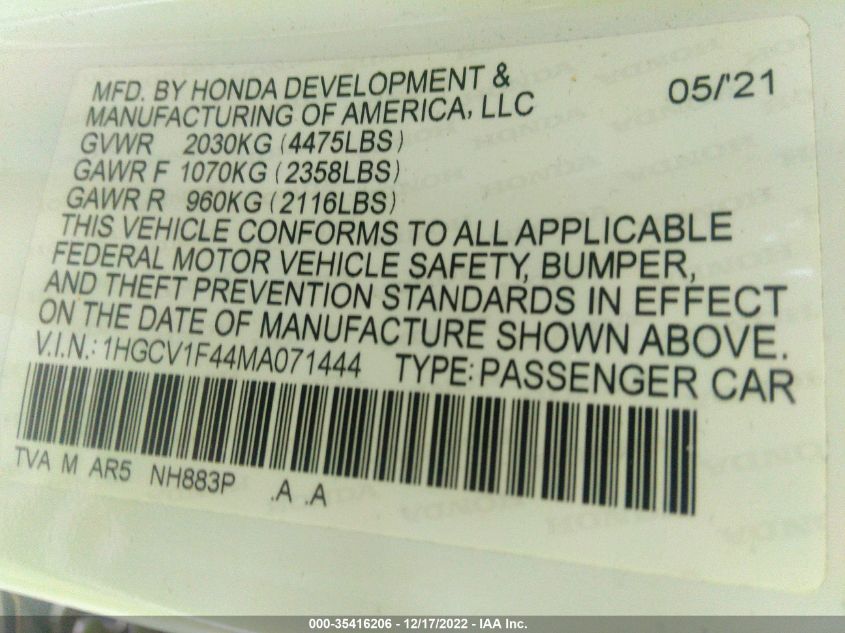 MFD. BY HONDA DEVELOPMENT &
MANUFACTURING OF AMERICA, LLC
05/'21
GVWR 2030KG (4475LBS)
GAWR F 1070KG (2358LBS)
GAWR R 960KG (2116LBS)
THIS VEHICLE CONFORMS TO ALL APPLICABLE
FEDERAL MOTOR VEHICLE SAFETY, BUMPER,
AND THEFT PREVENTION STANDARDS IN EFFECT
ON THE DATE OF MANUFACTURE SHOWN ABOVE.
V.I.N.: 1HGCV1F44MA071444 TYPE: PASSENGER CAR
TVA M AR5 NH883P .A .A
000-35416206 - 12/17/2022 - IAA Inc.